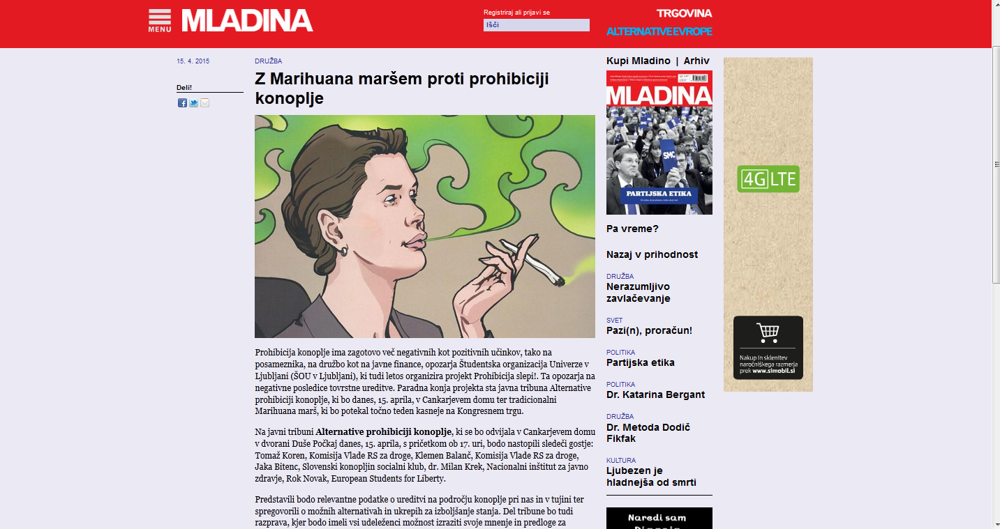 MENU
MLADINA
Registriraj ali prijavi se
Išči
TRGOVINA
ALTERNATIVE EVROPE
15. 4. 2015
Deli!
DRUŽBA
Z Marihuana maršem proti prohibiciji
konoplje
Prohibicija konoplje ima zagotovo več negativnih kot pozitivnih učinkov, tako na
posameznika, na družbo kot na javne finance, opozarja Študentska organizacija Univerze v
Ljubljani (ŠOU v Ljubljani), ki tudi letos organizira projekt Prohibicija slepi!. Ta opozarja na
negativne posledice tovrstne ureditve. Paradna konja projekta sta javna tribuna Alternative
prohibiciji konoplje, ki bo danes, 15. aprila, v Cankarjevem domu ter tradicionalni
Marihuana marš, ki bo potekal točno teden kasneje na Kongresnem trgu.
Na javni tribuni Alternative prohibiciji konoplje, ki se bo odvijala v Cankarjevem domu
v dvorani Duše Počkaj danes, 15. aprila, s pričetkom ob 17. uri, bodo nastopili sledeči gostje:
Tomaž Koren, Komisija Vlade RS za droge, Klemen Balanč, Komisija Vlade RS za droge,
Jaka Bitenc, Slovenski konopljin socialni klub, dr. Milan Krek, Nacionalni inštitut za javno
zdravje, Rok Novak, European Students for Liberty.
Predstavili bodo relevantne podatke o ureditvi na področju konoplje pri nas in v tujini ter
spregovorili o možnih alternativah in ukrepih za izboljšanje stanja. Del tribune bo tudi
razprava, kjer bodo imeli vsi udeleženci možnost izraziti svoje mnenje in predloge za
Kupi Mladino | Arhiv
MLADINA
SMC
PARTIJSKA ETIKA
Pa vreme?
Nazaj v prihodnost
DRUŽBA
Nerazumljivo
zavlačevanje
SVET
Pazi(n), proračun!
POLITIKA
Partijska etika
POLITIKA
Dr. Katarina Bergant
DRUŽBA
Dr. Metoda Dodič
Fikfak
KULTURA
Ljubezen je
hladnejša od smrti
Naredi sam
4G LTE
Nakup in sklenitev
naročniškega razmerja
prek www.simobil.si